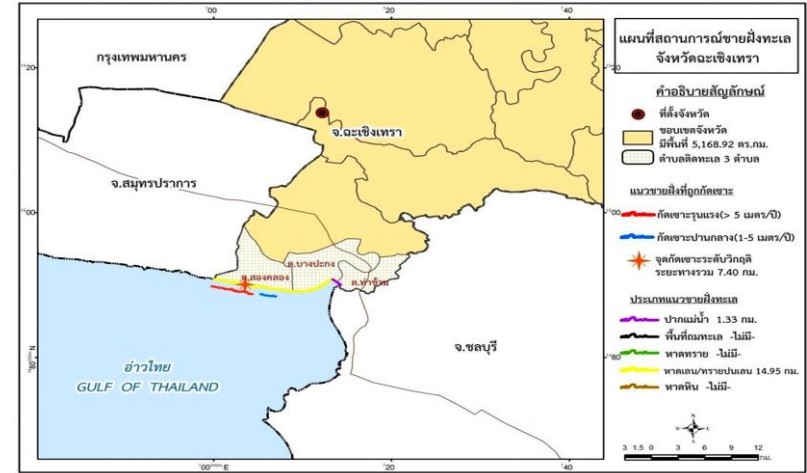 แผนที่สถานการณ์ชายฝั่งทะเล
จังหวัดฉะเชิงเทรา
คำอธิบายสัญลักษณ์
ที่ตั้งจังหวัด
ขอบเขตจังหวัด
มีพื้นที่ 5,168.92 ตร.กม.
ตำบลติดทะเล 3 ตำบล
แนวชายฝั่งที่ถูกกัดเซาะ
กัดเซาะรุนแรง(> 5 เมตร/ปี)
กัดเซาะปานกลาง(1-5 เมตร/ปี)
จุดกัดเซาะระดับวิกฤติ
ระยะทางรวม 7.40 กม.
ประเภทแนวชายฝั่งทะเล
ปากแม่น้ำ 1.33 กม.
พื้นที่ถมทะเล -ไม่มี-
หาดทราย -ไม่มี-
หาดเลน/ทรายปนเลน 14.95 กม.
หาดหิน -ไม่มี-
3 1.5 0 3 6 9 12
กม.
กรุงเทพมหานคร
จ.ฉะเชิงเทรา
จ.สมุทรปราการ
ต.บางปะกง
ต.สองคลอง
ต.ท่าข้าม
จ.ชลบุรี
อ่าวไทย
GULF OF THAILAND